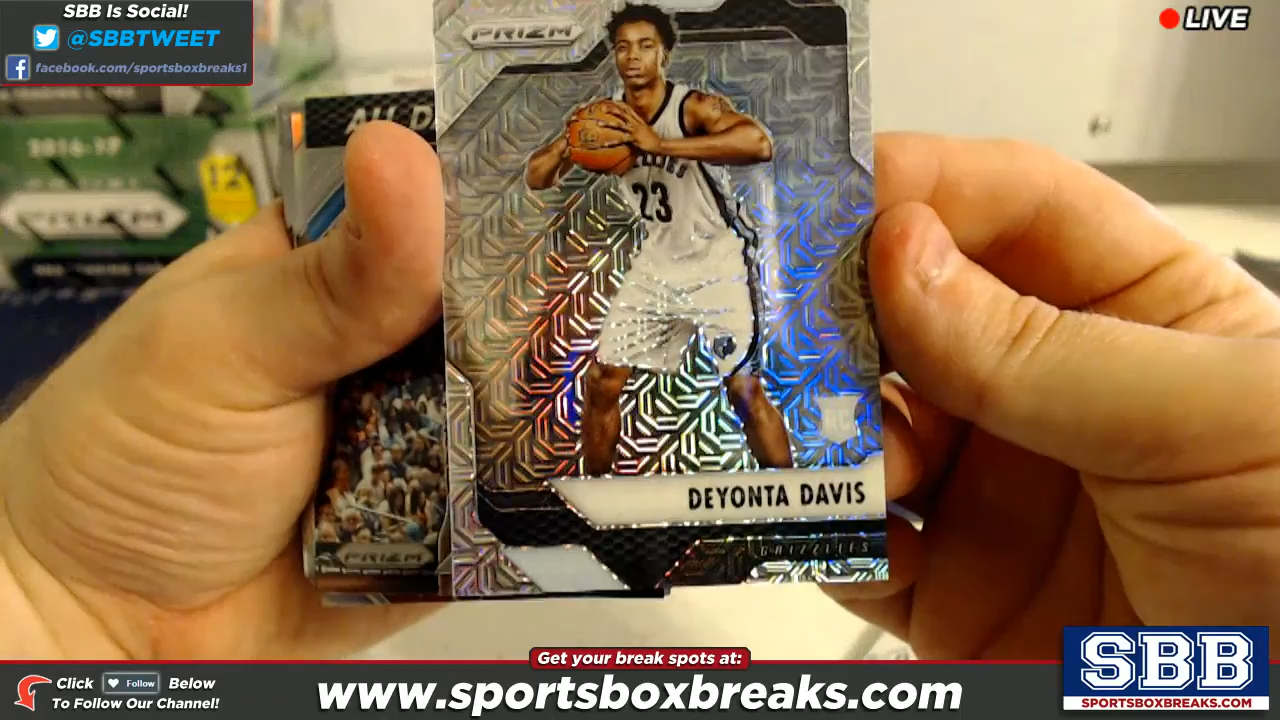 SBB Is Social!
@SBBTWEET
facebook.com/sportsboxbreaks1
LIVE
2016-17
PRIZM
PRIZM
23
DEYONTA DAVIS
GRIZZLIES
PRIZM
Get your break spots at:
Click Follow Below
To Follow Our Channel!
www.sportsboxbreaks.com
SBB
SPORTSBOXBREAKS.COM